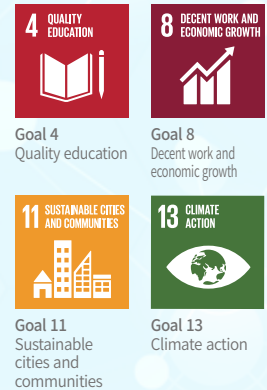 4 QUALITY
EDUCATION
Goal 4
Quality education
8 DECENT WORK AND
ECONOMIC GROWTH
Goal 8
Decent work and
economic growth
11 SUSTAINABLE CITIES
AND COMMUNITIES
Goal 11
Sustainable
cities and
communities
13 CLIMATE
ACTION
Goal 13
Climate action